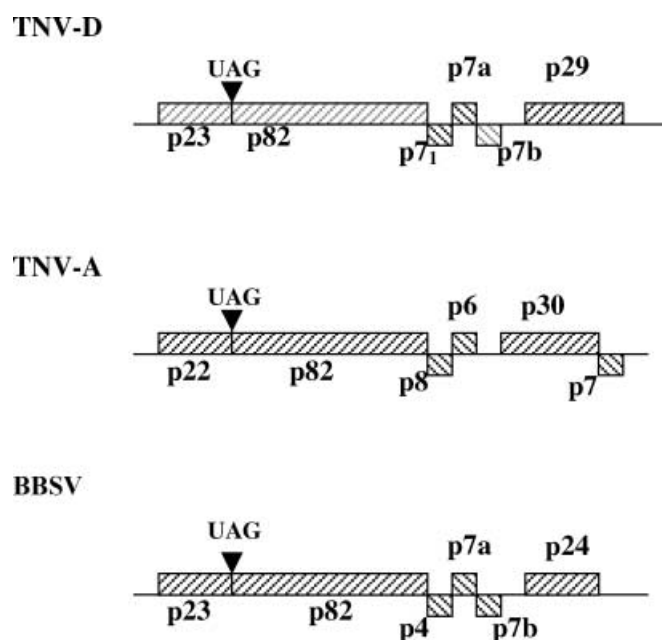 TNV-D
UAG p7a p29
p23 p82 p7₁ p7b
TNV-A
UAG p6 p30
p22 p82 p8 p7
BBSV
UAG p7a p24
p23 p82 p4 p7b